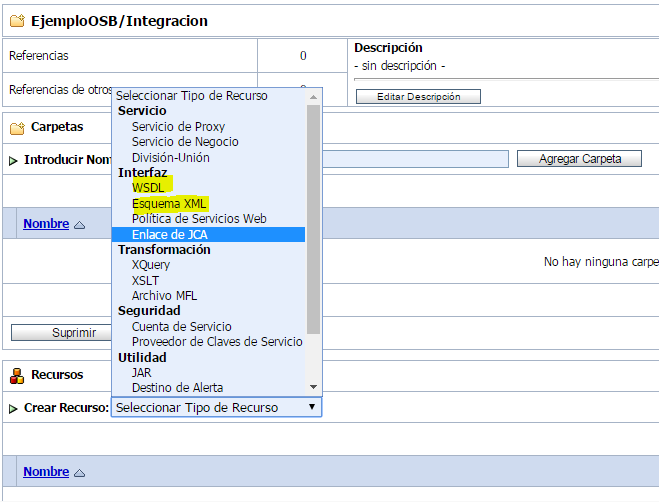 EjemploOSB/Integracion
Referencias 0
Descripción
- sin descripción -
Referencias de otros
Editar Descripción
Seleccionar Tipo de Recurso
Servicio
Servicio de Proxy
Servicio de Negocio
División-Unión
Interfaz
WSDL
Esquema XML
Política de Servicios Web
Enlace de JCA
Transformación
XQuery
XSLT
Archivo MFL
Seguridad
Cuenta de Servicio
Proveedor de Claves de Servicio
Utilidad
JAR
Destino de Alerta
Carpetas
Introducir Nom
Agregar Carpeta
Nombre
No hay ninguna carpe
Suprimir
Recursos
Crear Recurso: Seleccionar Tipo de Recurso
Nombre